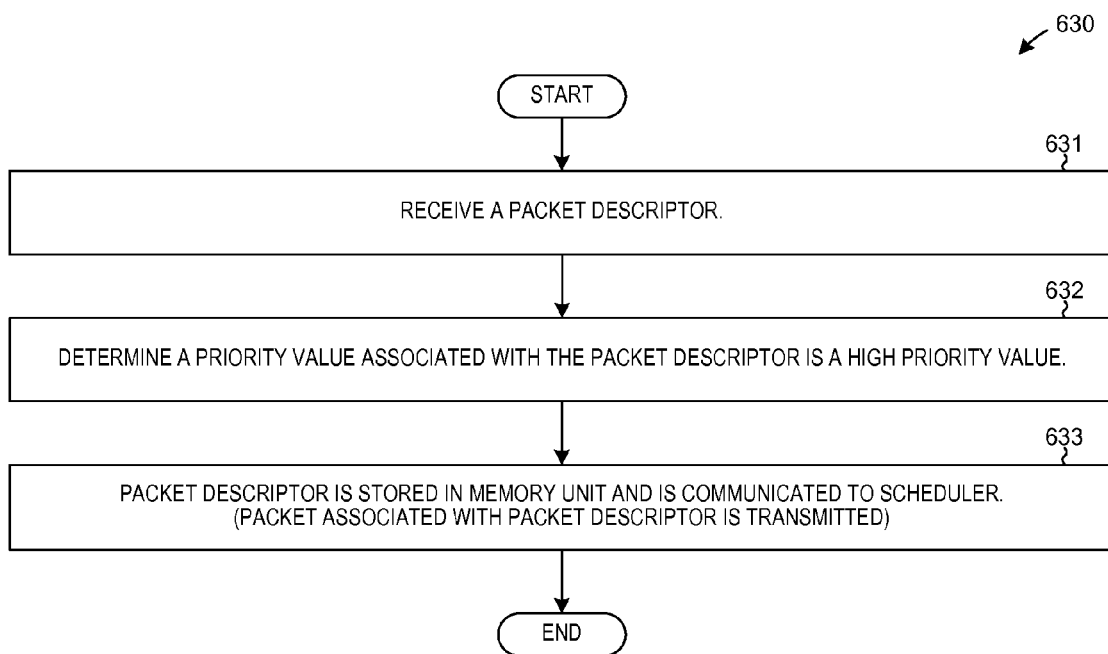 630
START
631
RECEIVE A PACKET DESCRIPTOR.
632
DETERMINE A PRIORITY VALUE ASSOCIATED WITH THE PACKET DESCRIPTOR IS A HIGH PRIORITY VALUE.
633
PACKET DESCRIPTOR IS STORED IN MEMORY UNIT AND IS COMMUNICATED TO SCHEDULER.
(PACKET ASSOCIATED WITH PACKET DESCRIPTOR IS TRANSMITTED)
END